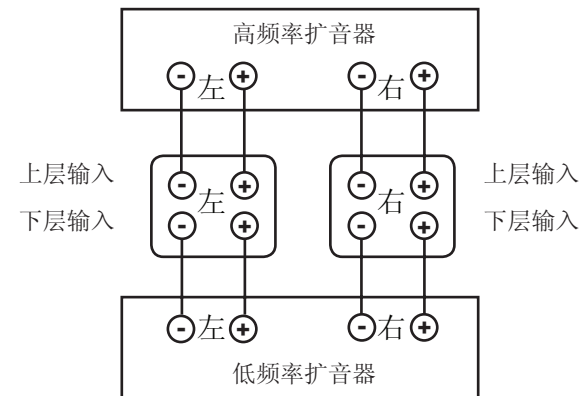 高频率扩音器
- 左 + - 右 +
上层输入 - 左 + - 右 + 上层输入
下层输入 - + - + 下层输入
- 左 + - 右 +
低频率扩音器